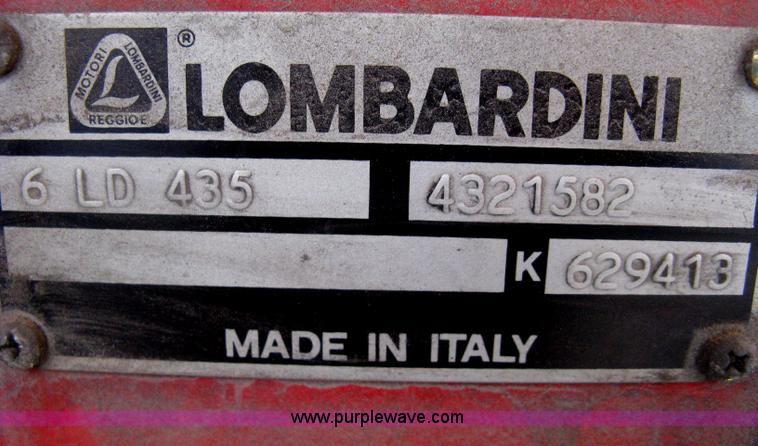 MOTORI LOMBARDINI
REGGIO E
®
LOMBARDINI
6 LD 435 4321582
K 629413
MADE IN ITALY
www.purplewave.com